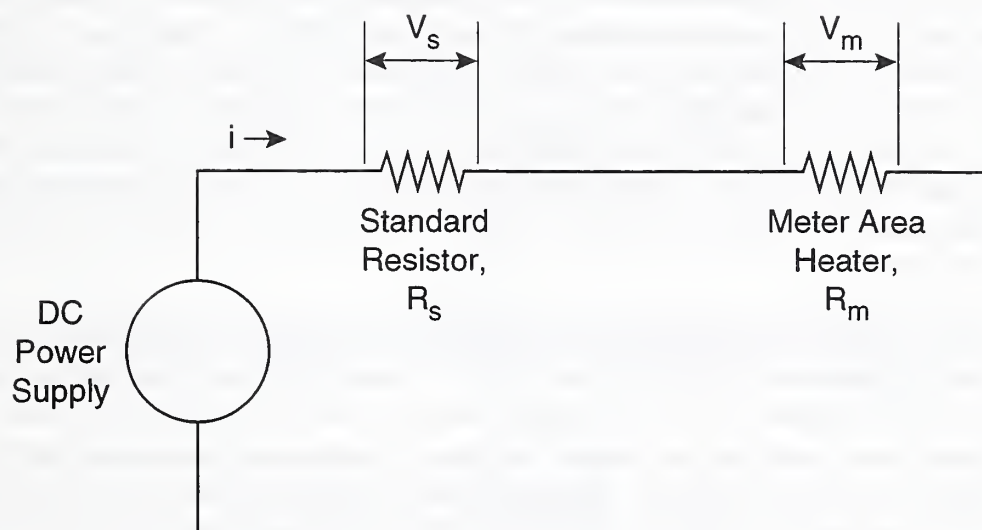 V_s
V_m
i
Standard
Resistor,
R_s
Meter Area
Heater,
R_m
DC
Power
Supply